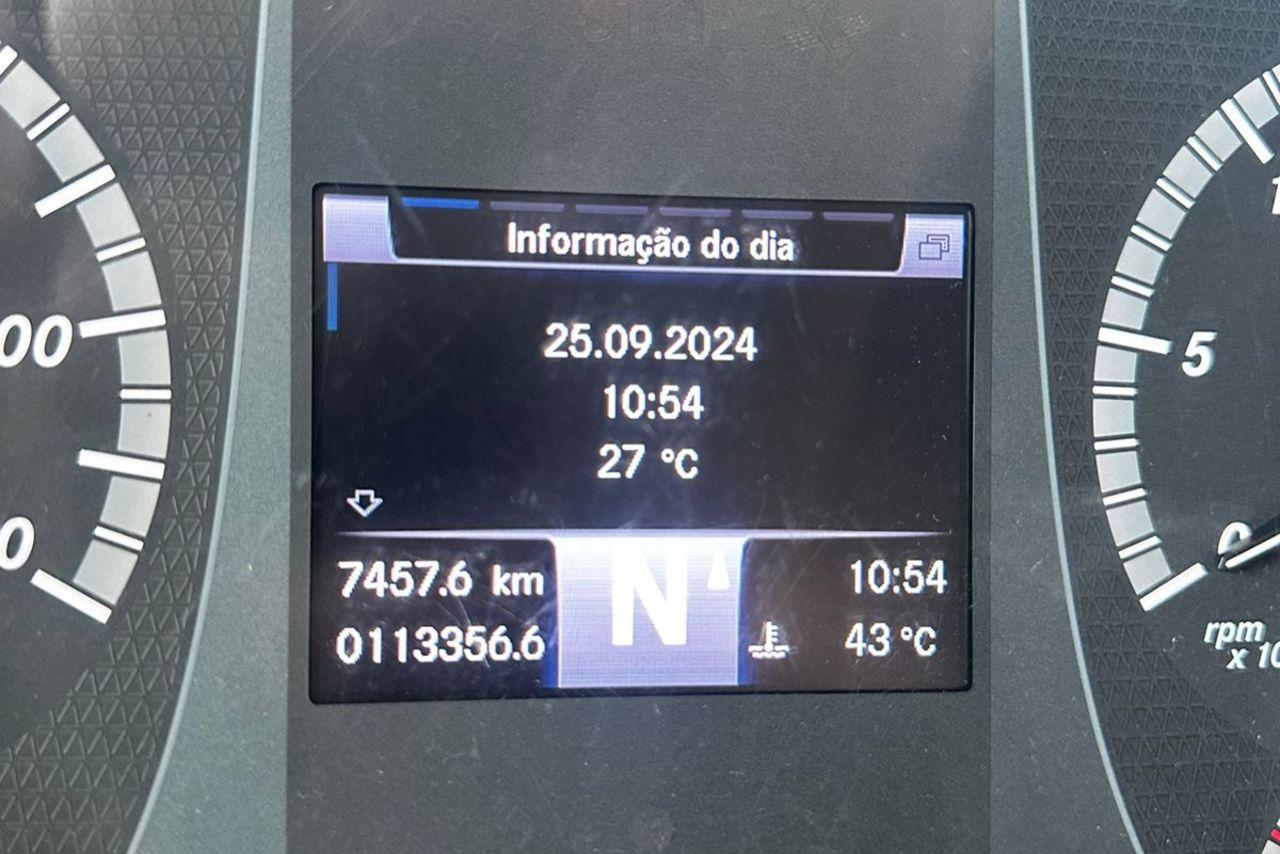 Informação do dia
25.09.2024
10:54
27 °C
7457.6 km
N
10:54
0113356.6
43 °C
5
0
rpm